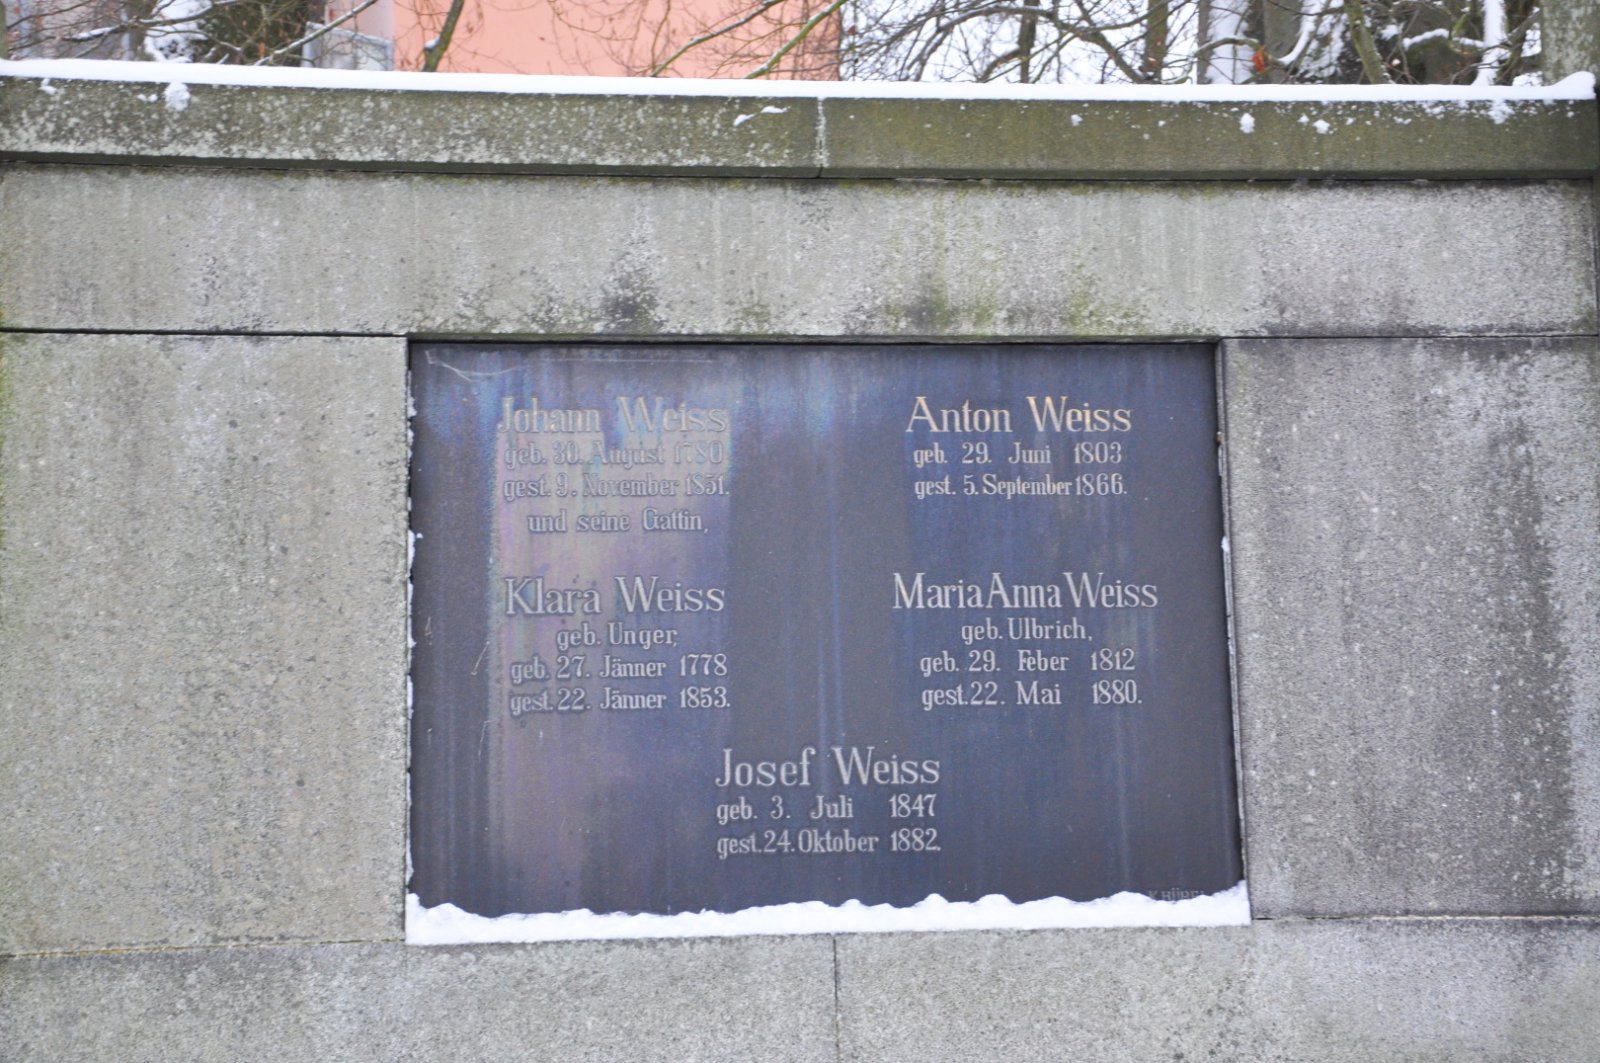 Johann Weiss
geb. 30. August 1780
gest. 9. November 1851.
und seine Gattin,
Klara Weiss
geb. Unger,
geb. 27. Jänner 1778
gest. 22. Jänner 1853.
Anton Weiss
geb. 29. Juni 1803
gest. 5. September 1866.
Maria Anna Weiss
geb. Ulbrich,
geb. 29. Feber 1812
gest. 22. Mai 1880.
Josef Weiss
geb. 3. Juli 1847
gest. 24. Oktober 1882.